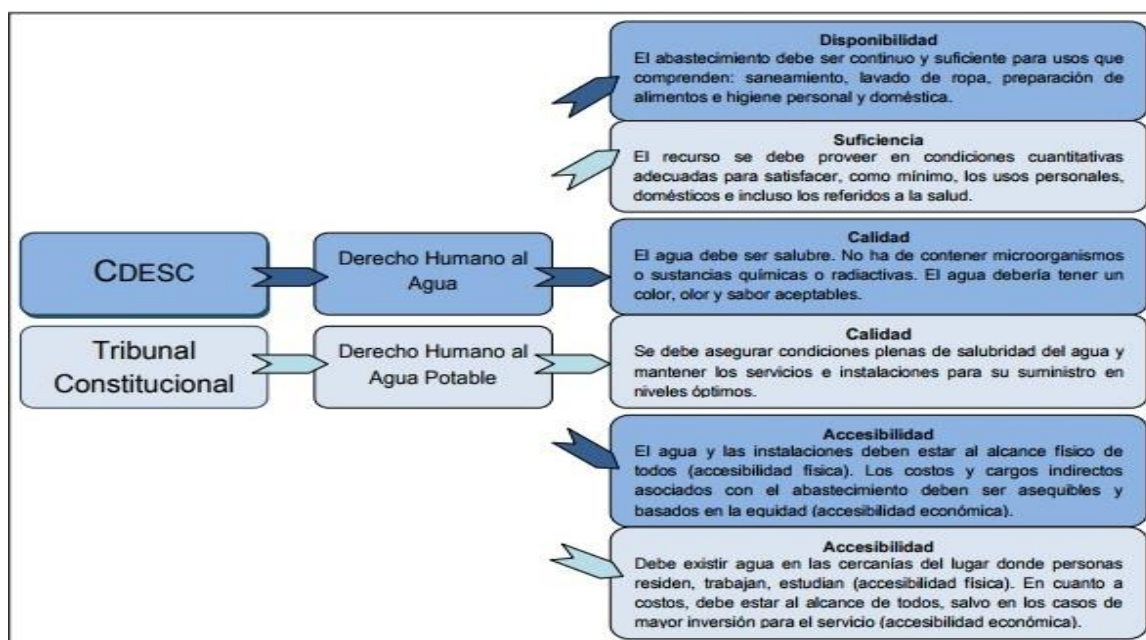 Disponibilidad
El abastecimiento debe ser continuo y suficiente para usos que
comprenden: saneamiento, lavado de ropa, preparación de
alimentos e higiene personal y doméstica.
Suficiencia
El recurso se debe proveer en condiciones cuantitativas
adecuadas para satisfacer, como mínimo, los usos personales,
domésticos e incluso los referidos a la salud.
CDESC
Derecho Humano al
Agua
Calidad
El agua debe ser salubre. No ha de contener microorganismos
o sustancias químicas o radiactivas. El agua debería tener un
color, olor y sabor aceptables.
Tribunal
Constitucional
Derecho Humano al
Agua Potable
Calidad
Se debe asegurar condiciones plenas de salubridad del agua y
mantener los servicios e instalaciones para su suministro en
niveles óptimos.
Accesibilidad
El agua y las instalaciones deben estar al alcance físico de
todos (accesibilidad física). Los costos y cargos indirectos
asociados con el abastecimiento deben ser asequibles y
basados en la equidad (accesibilidad económica).
Accesibilidad
Debe existir agua en las cercanías del lugar donde personas
residen, trabajan, estudian (accesibilidad física). En cuanto a
costos, debe estar al alcance de todos, salvo en los casos de
mayor inversión para el servicio (accesibilidad económica).